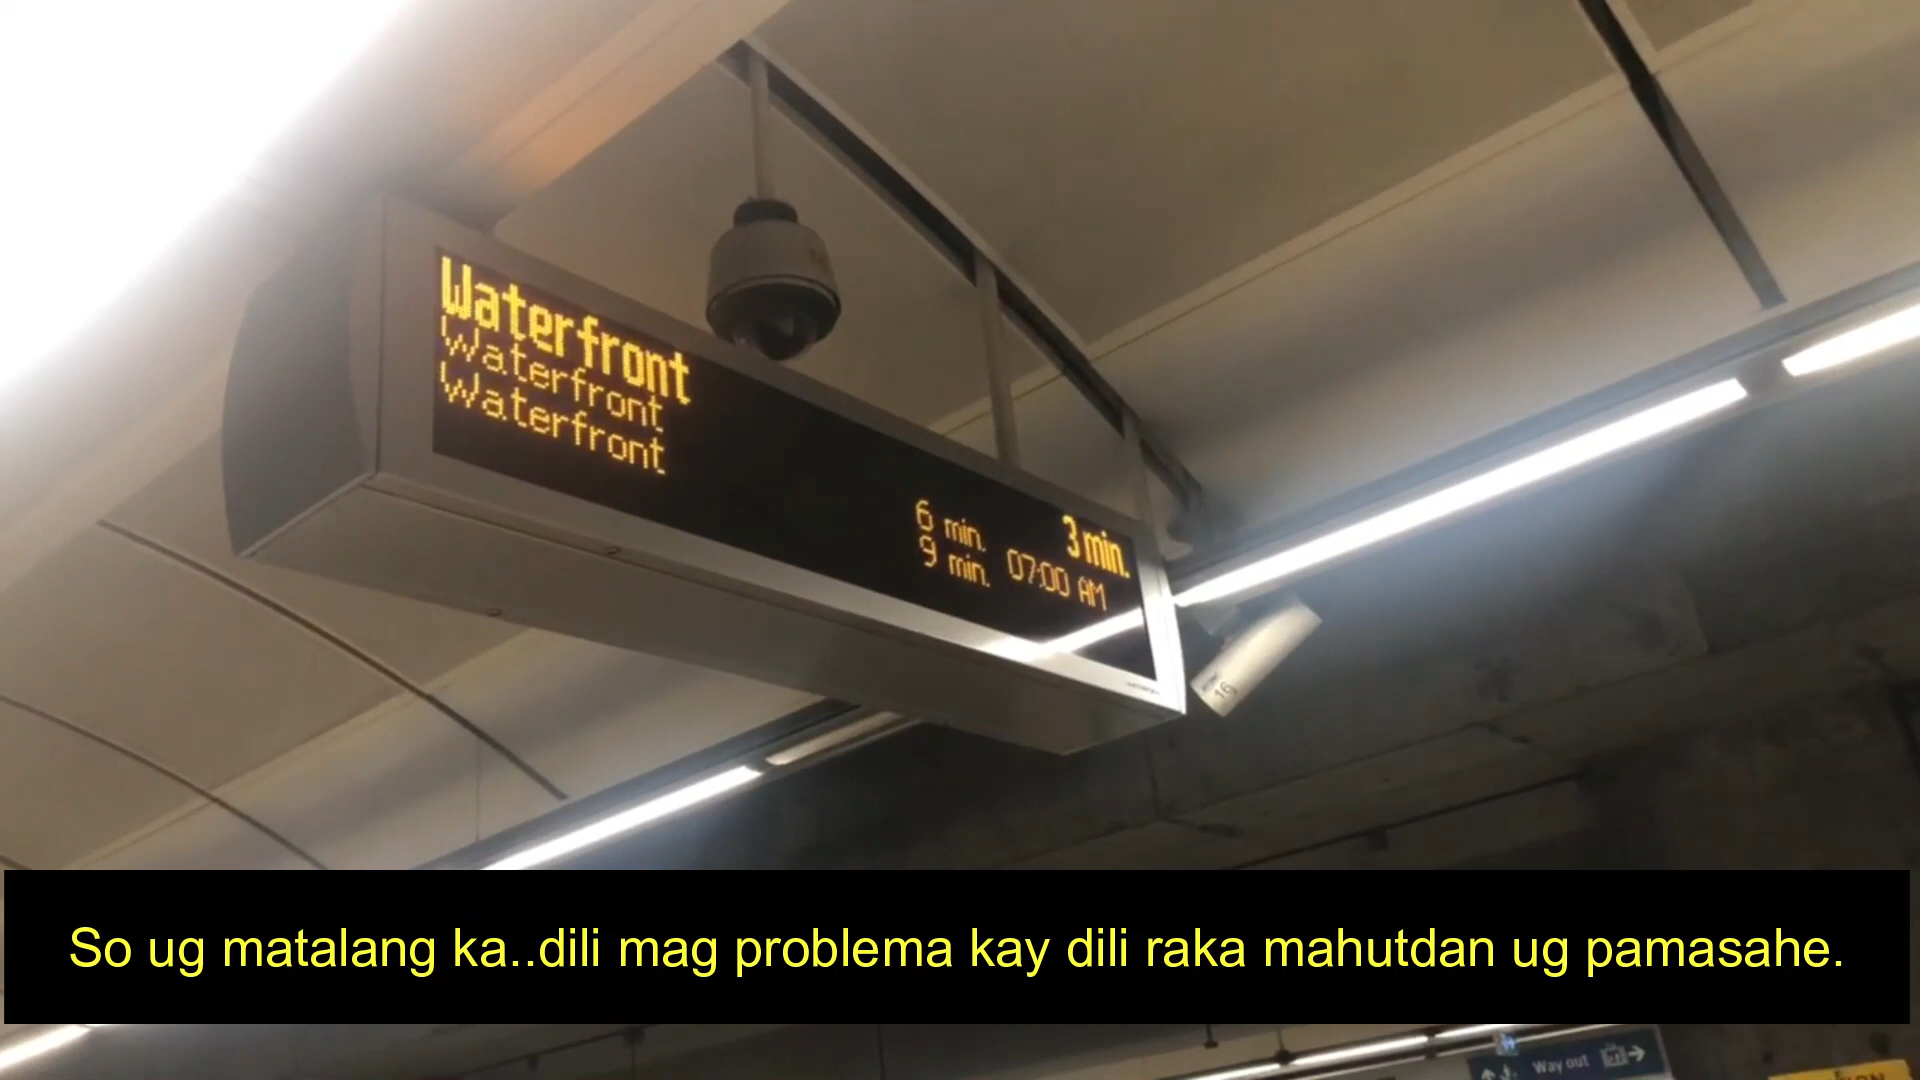 Waterfront 3 min.
Waterfront 6 min.
Waterfront 9 min. 07:00 AM
16
So ug matalang ka..dili mag problema kay dili raka mahutdan ug pamasahe.
Way out